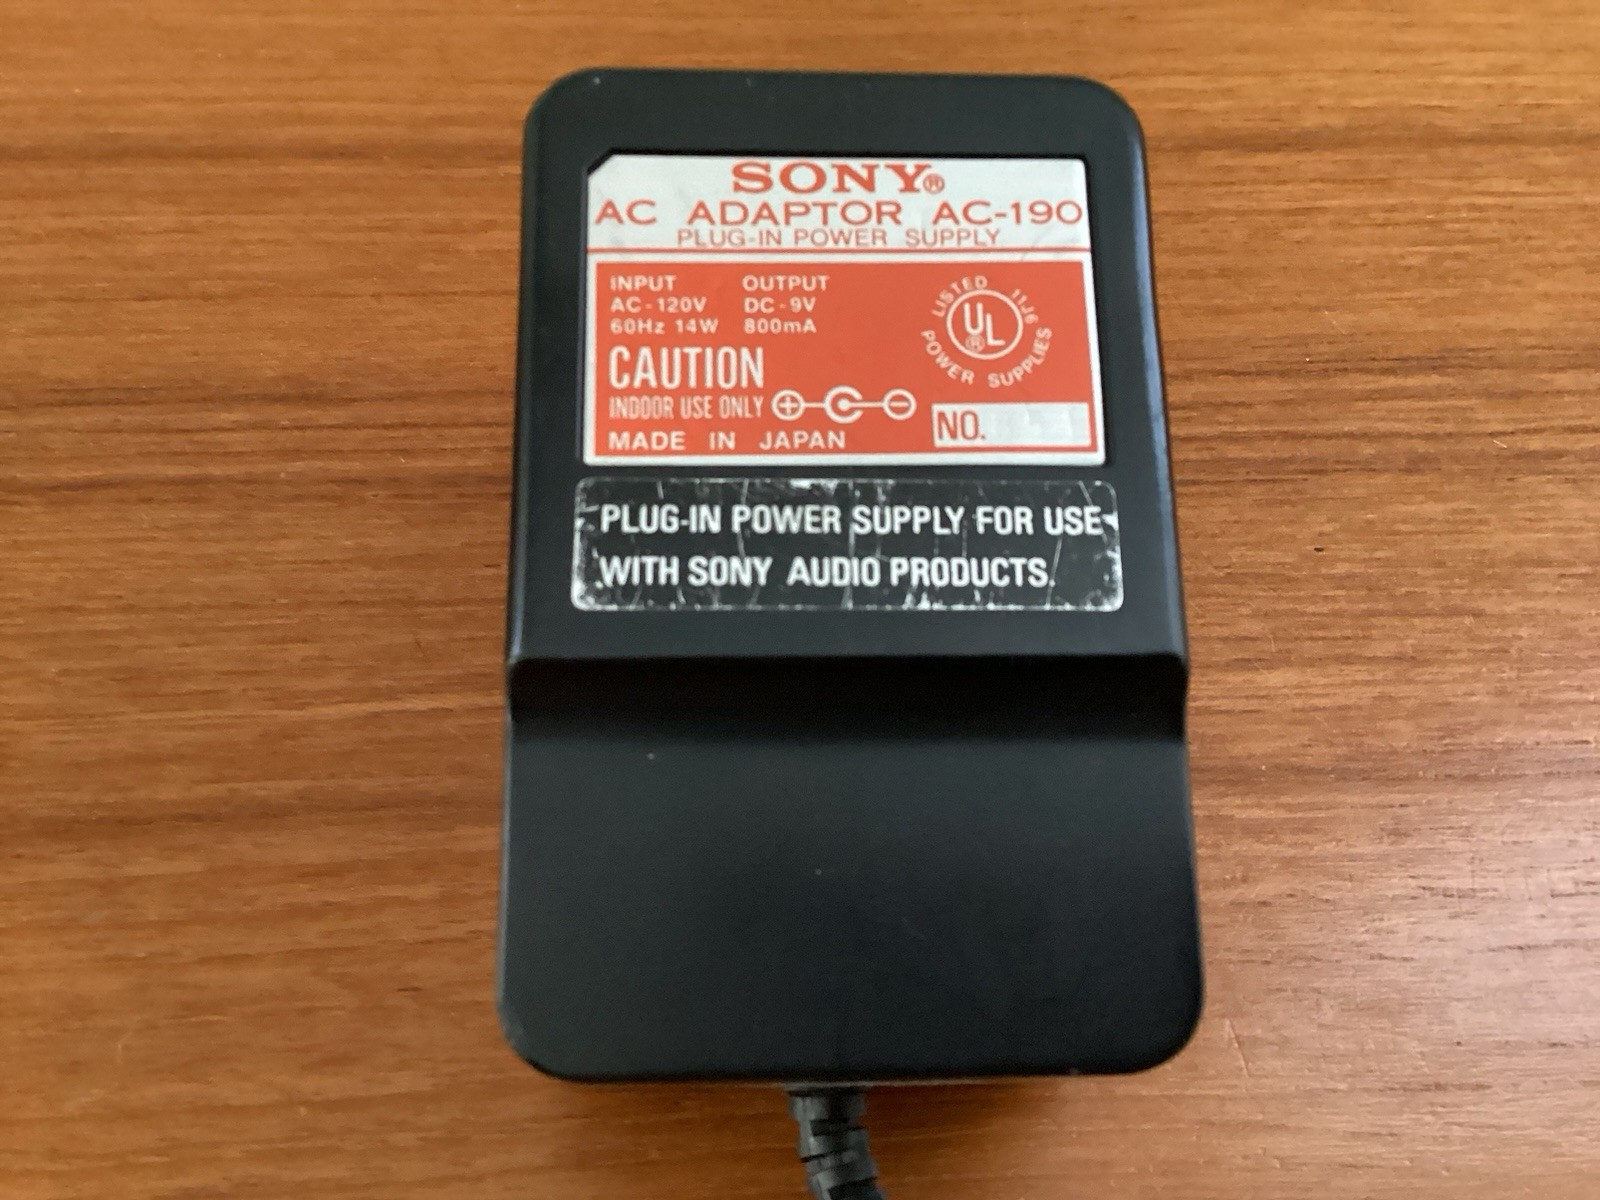 SONY®
AC ADAPTOR AC-190
PLUG-IN POWER SUPPLY
INPUT OUTPUT
AC-120V DC-9V
60Hz 14W 800mA
LISTED 11J6
UL®
POWER SUPPLIES
CAUTION
INDOOR USE ONLY
NO.
MADE IN JAPAN
PLUG-IN POWER SUPPLY FOR USE
WITH SONY AUDIO PRODUCTS.